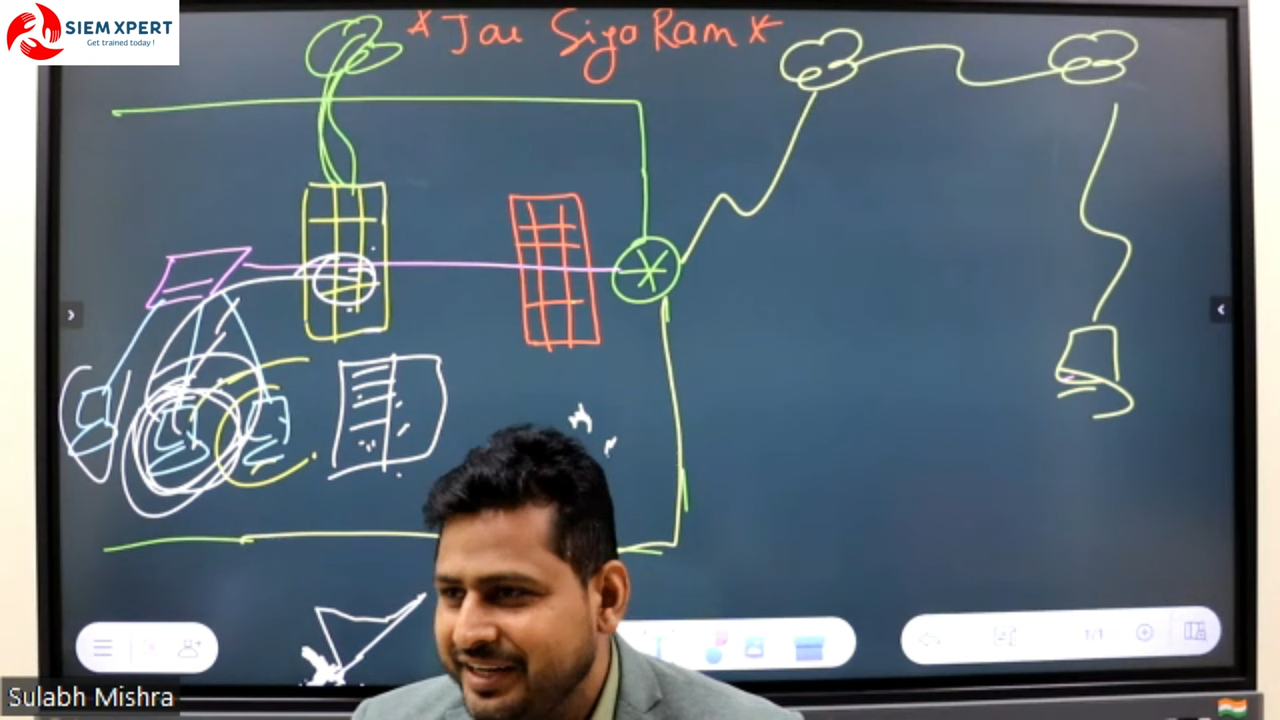 SIEM XPERT
Get trained today !
* Jai Siya Ram *
1/1
Sulabh Mishra